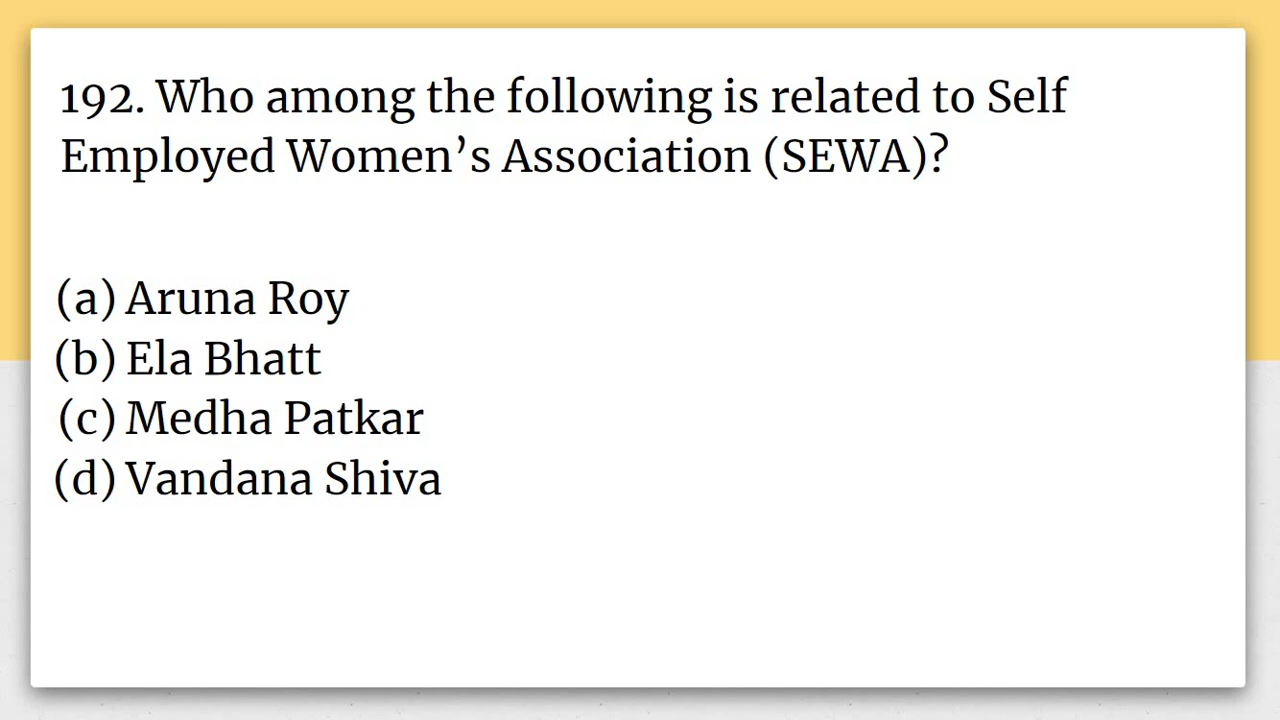 192. Who among the following is related to Self
Employed Women’s Association (SEWA)?
(a) Aruna Roy
(b) Ela Bhatt
(c) Medha Patkar
(d) Vandana Shiva